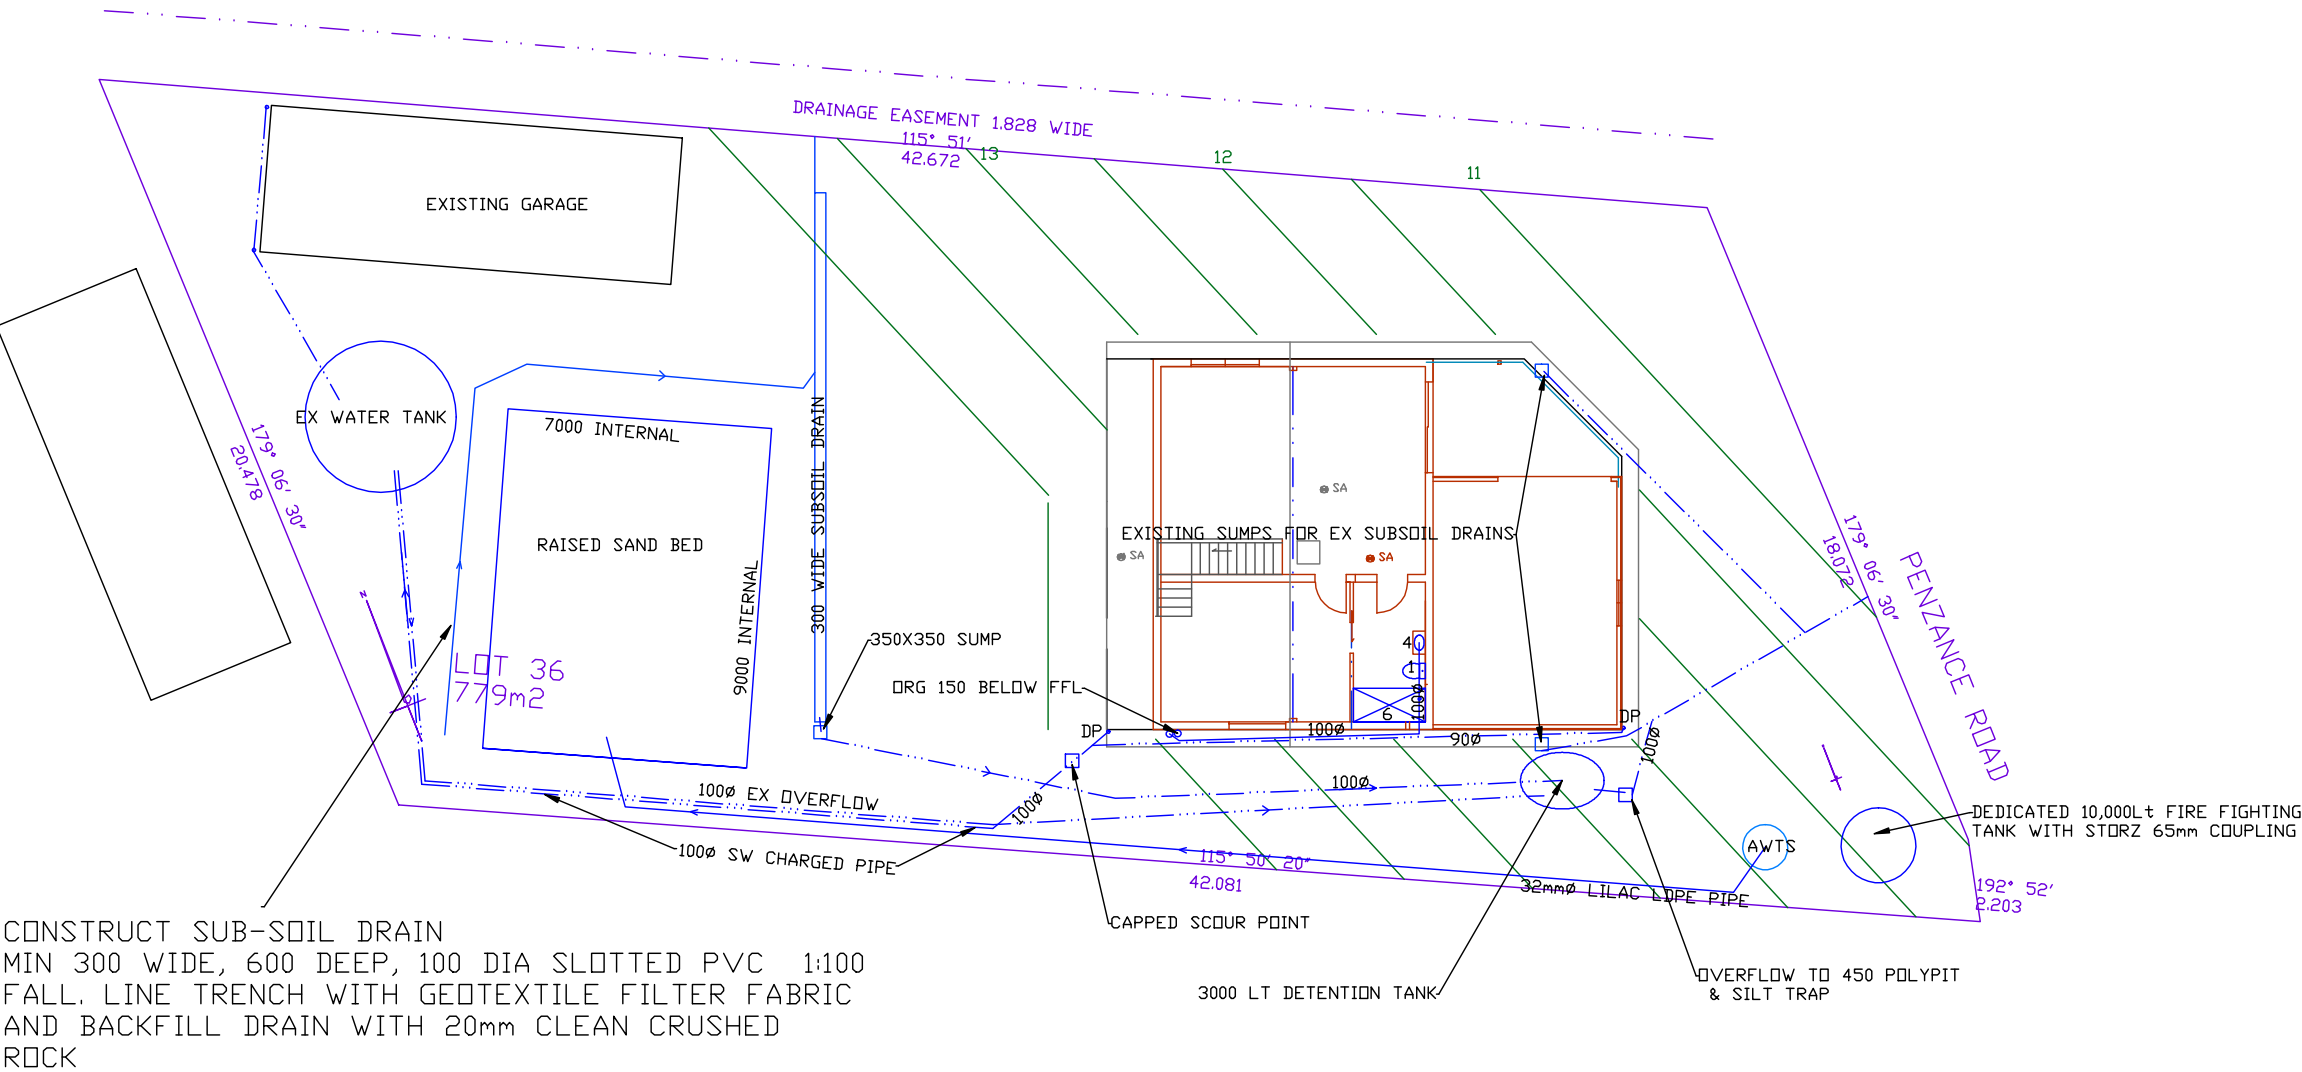 DRAINAGE EASEMENT 1.828 WIDE
115° 51'
42.672
13
12
11
EXISTING GARAGE
EX WATER TANK
7000 INTERNAL
179° 06' 30"
20.478
300 WIDE SUBSOIL DRAIN
RAISED SAND BED
9000 INTERNAL
SA
SA
SA
EXISTING SUMPS FOR EX SUBSOIL DRAINS
179° 06' 30"
18.072
PENZANCE ROAD
N
LOT 36
779m2
350X350 SUMP
ORG 150 BELOW FFL
4
1
6
100ø
DP
100ø
90ø
DP
100ø
100ø EX OVERFLOW
100ø
100ø
100ø SW CHARGED PIPE
115° 50' 20"
42.081
AWTS
DEDICATED 10,000Lt FIRE FIGHTING
TANK WITH STORZ 65mm COUPLING
32mmø LILAC LDPE PIPE
192° 52'
2.203
CAPPED SCOUR POINT
3000 LT DETENTION TANK
OVERFLOW TO 450 POLYPIT
& SILT TRAP
CONSTRUCT SUB-SOIL DRAIN
MIN 300 WIDE, 600 DEEP, 100 DIA SLOTTED PVC 1:100
FALL. LINE TRENCH WITH GEOTEXTILE FILTER FABRIC
AND BACKFILL DRAIN WITH 20mm CLEAN CRUSHED
ROCK